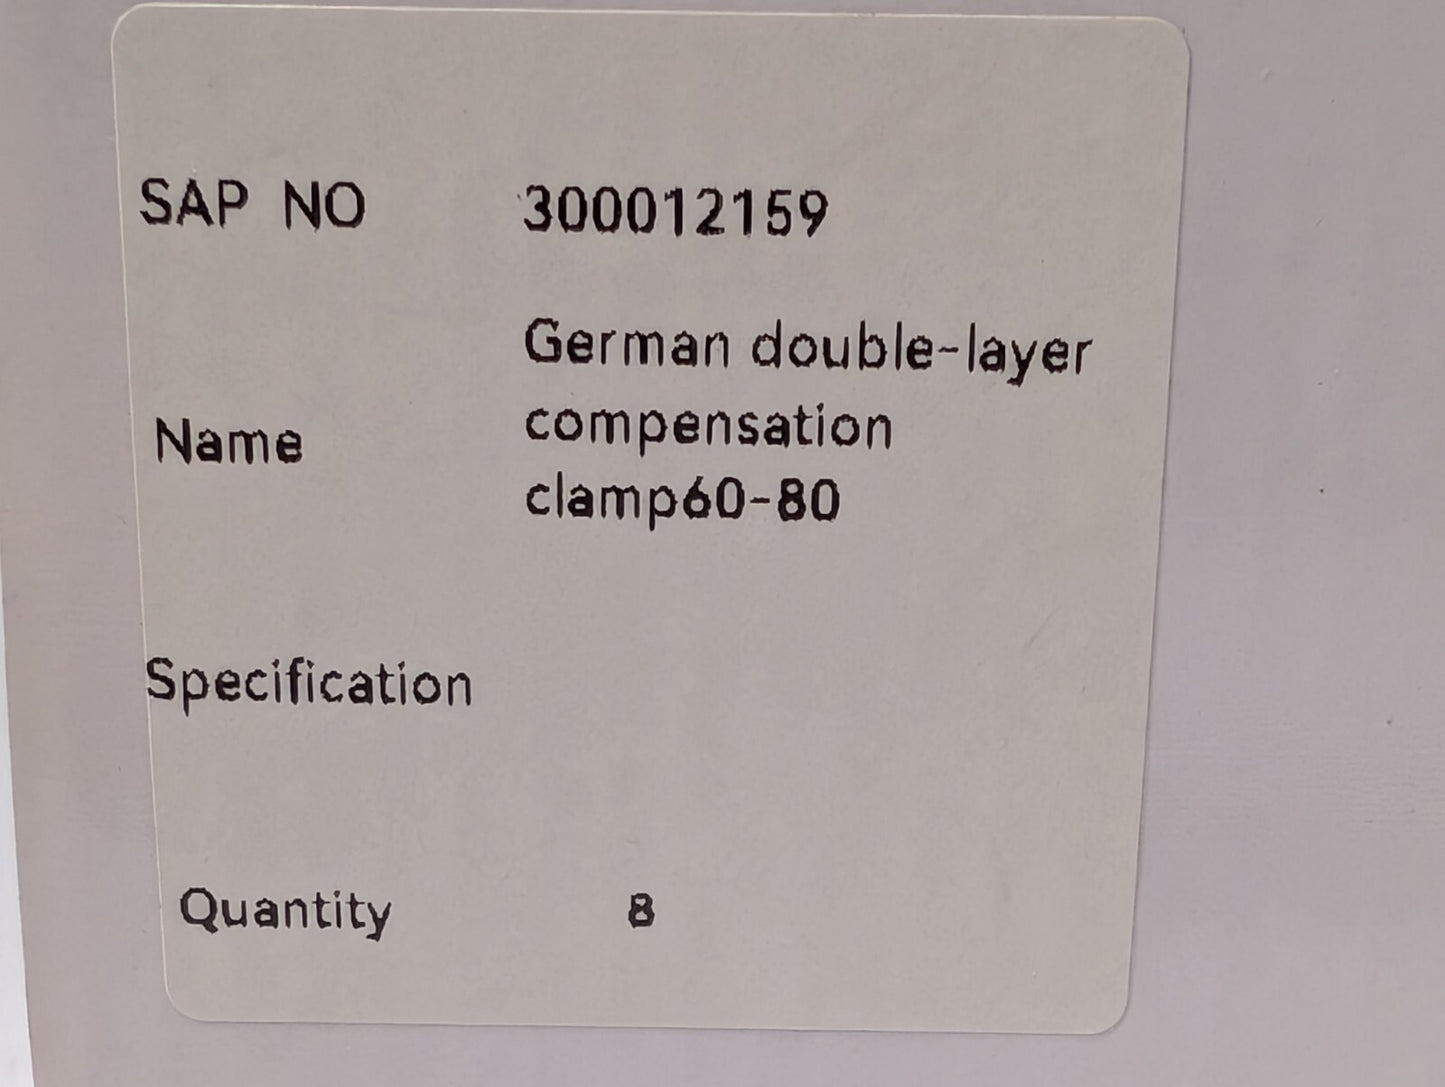 SAP NO 300012159
German double-layer
Name compensation
clamp60-80
Specification
Quantity 8